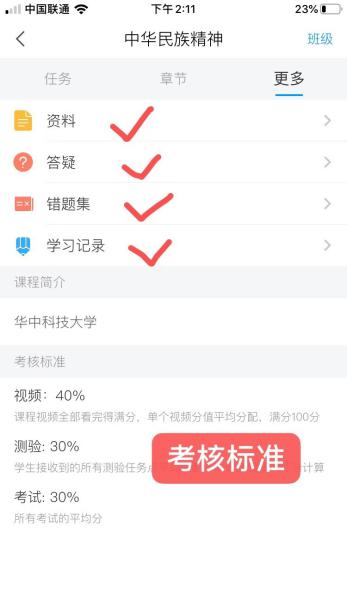 中国联通
下午 2:11
23%
中华民族精神
班级
任务
章节
更多
资料
答疑
错题集
学习记录
课程简介
华中科技大学
考核标准
视频：40%
课程视频全部看完得满分，单个视频分值平均分配，满分100分
测验: 30%
学生接收到的所有测验任务点
计算
考核标准
考试: 30%
所有考试的平均分